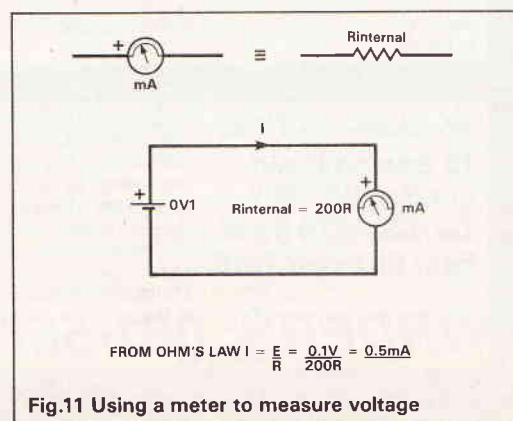 Rinternal
+
≡
mA
I
+
+
0V1
Rinternal = 200R
mA
FROM OHM'S LAW I = E/R = 0.1V/200R = 0.5mA
Fig.11 Using a meter to measure voltage